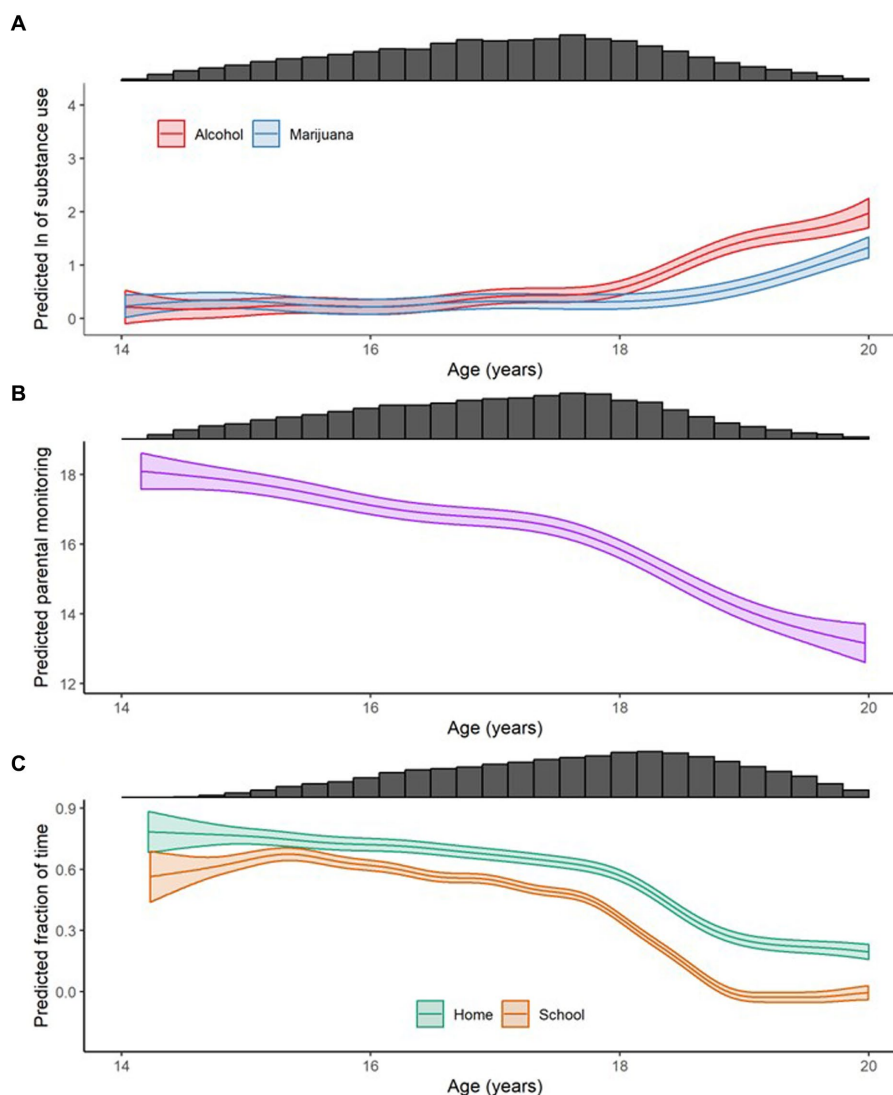 A
Predicted ln of substance use
4
3
2
1
0
Alcohol Marijuana
14 16 18 20
Age (years)
B
Predicted parental monitoring
18
16
14
12
14 16 18 20
Age (years)
C
Predicted fraction of time
0.9
0.6
0.3
0.0
Home School
14 16 18 20
Age (years)